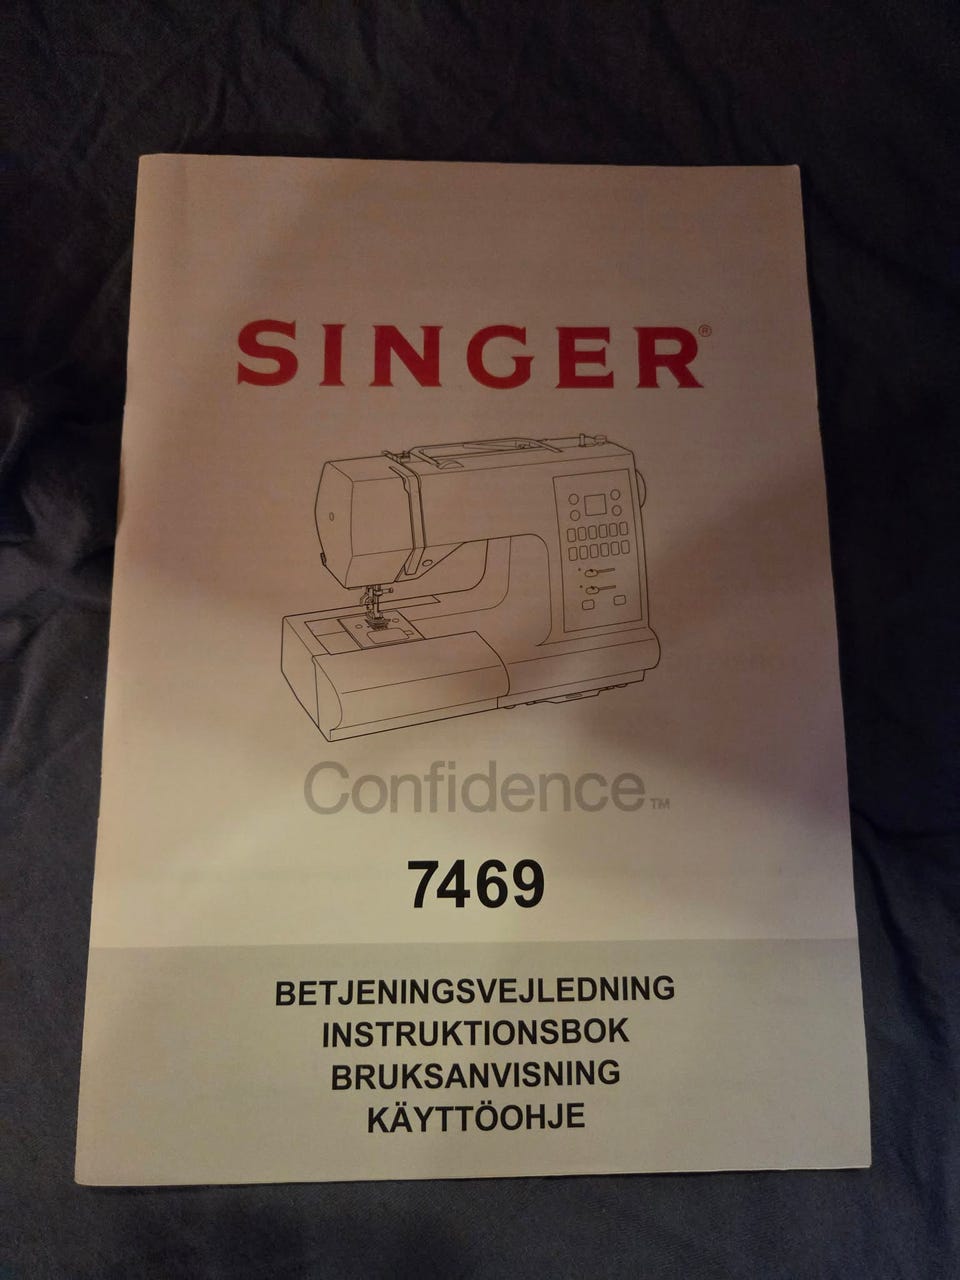 SINGER®
Confidence™
7469
BETJENINGSVEJLEDNING
INSTRUKTIONSBOK
BRUKSANVISNING
KÄYTTÖOHJE